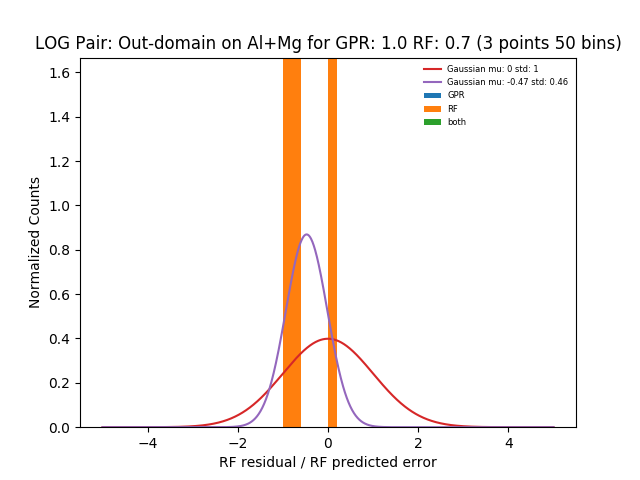 LOG Pair: Out-domain on Al+Mg for GPR: 1.0 RF: 0.7 (3 points 50 bins)
Gaussian mu: 0 std: 1
Gaussian mu: -0.47 std: 0.46
GPR
RF
both
Normalized Counts
1.6
1.4
1.2
1.0
0.8
0.6
0.4
0.2
0.0
−4 −2 0 2 4
RF residual / RF predicted error